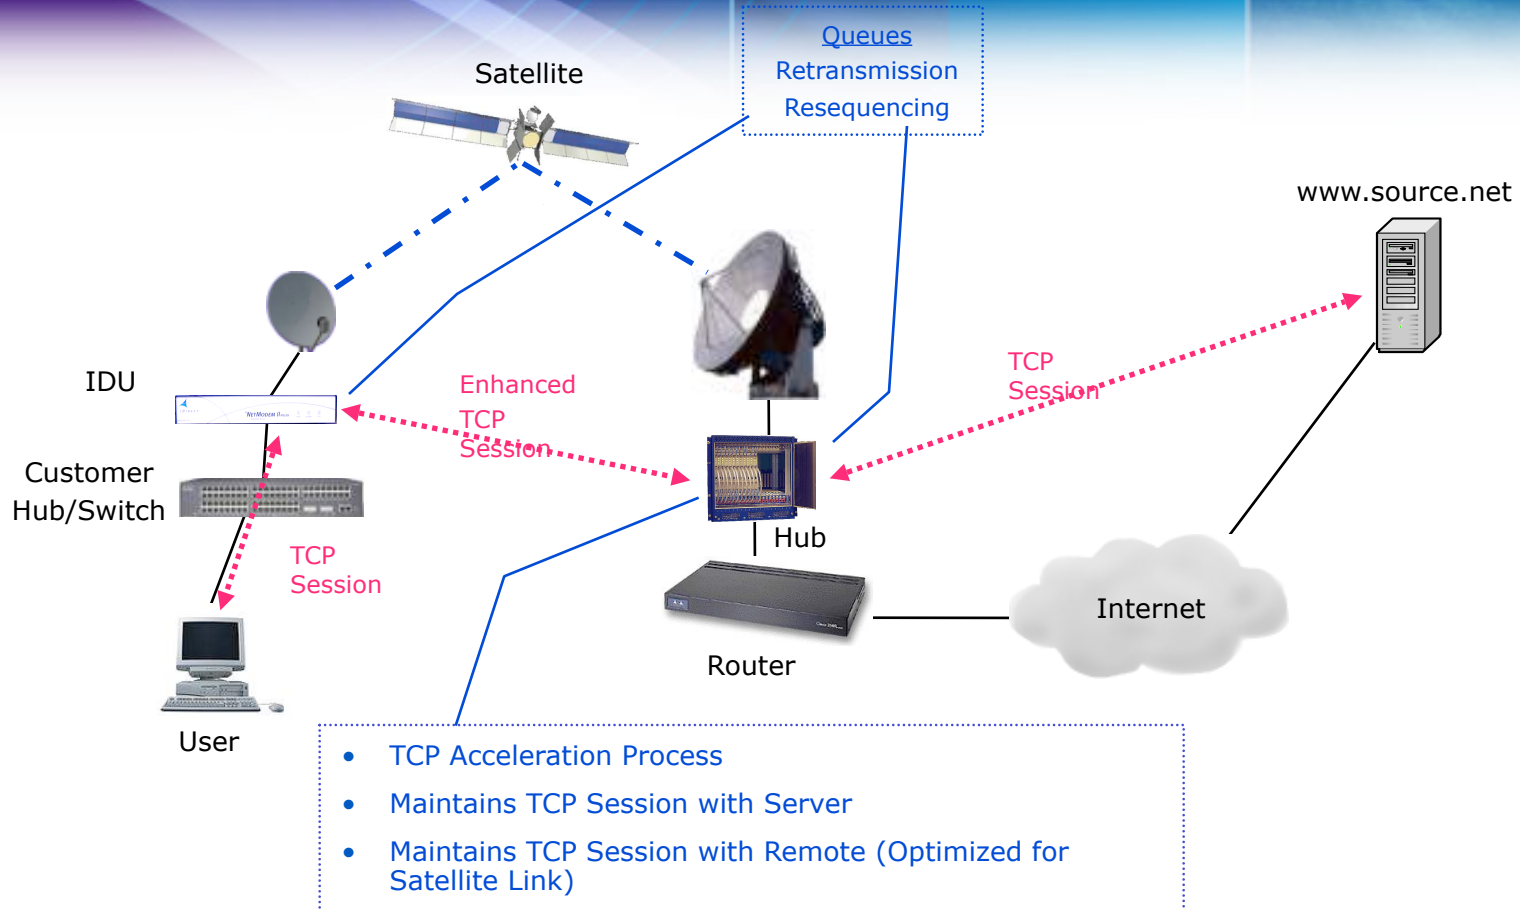 Queues
Retransmission
Resequencing
Satellite
www.source.net
IDU
NetModem II
Enhanced
TCP
Session
TCP
Session
Customer
Hub/Switch
TCP
Session
Hub
Internet
Router
User
• TCP Acceleration Process
• Maintains TCP Session with Server
• Maintains TCP Session with Remote (Optimized for
Satellite Link)